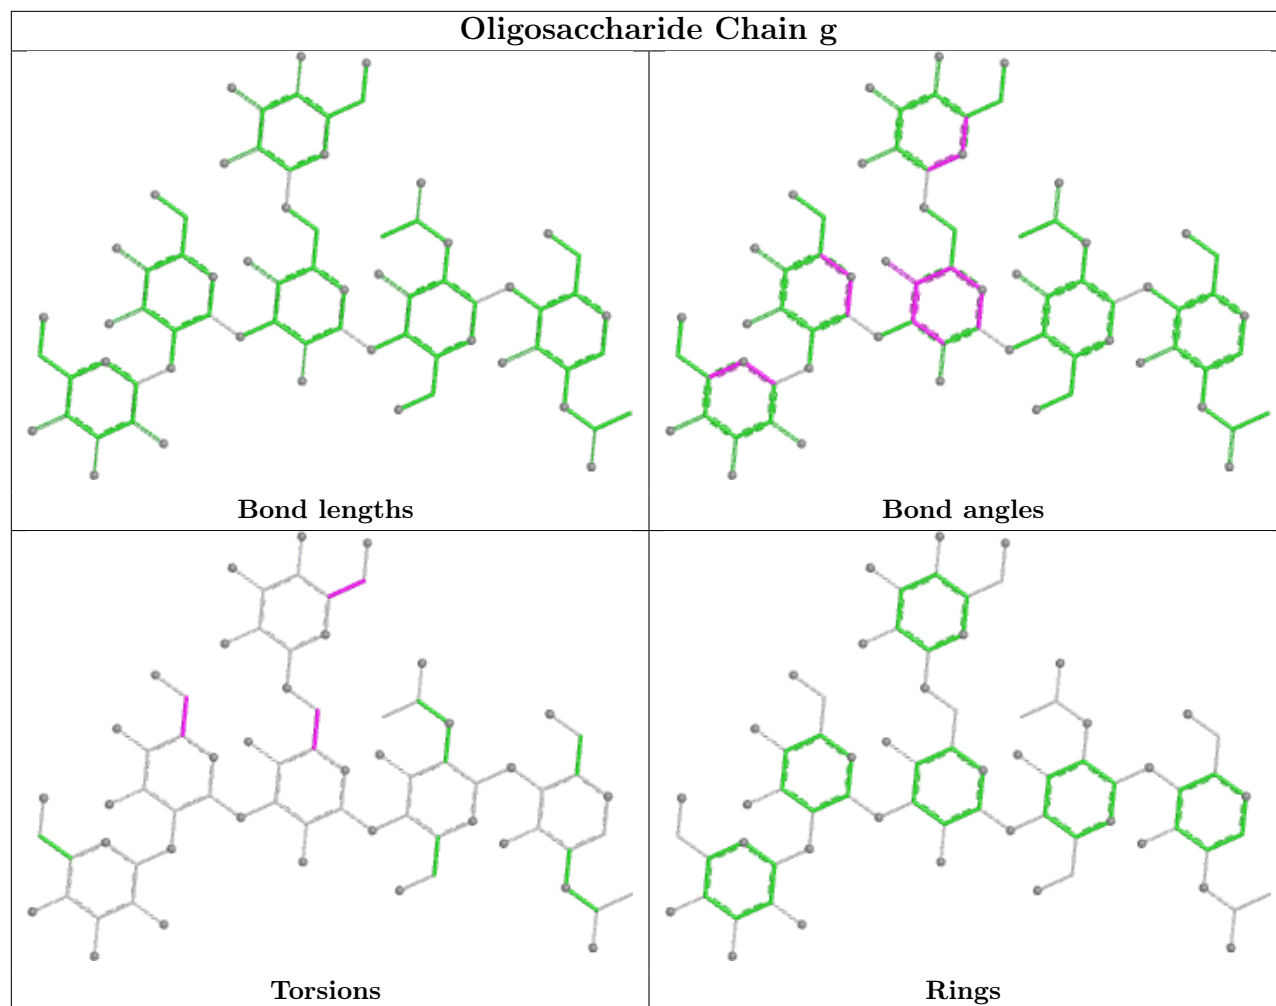 Oligosaccharide Chain g
Bond lengths
Bond angles
Torsions
Rings